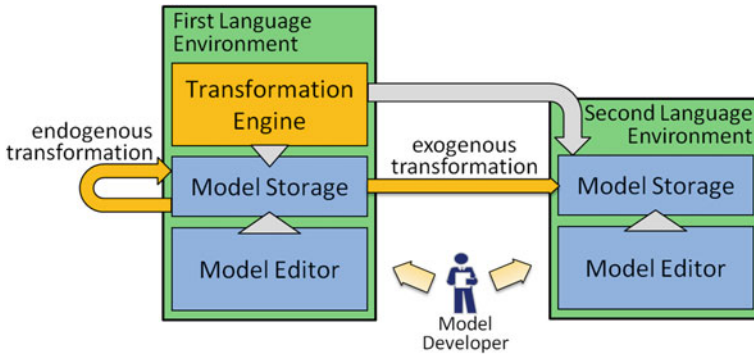 First Language
Environment
Transformation
Engine
Second Language
Environment
endogenous
transformation
exogenous
transformation
Model Storage
Model Storage
Model Editor
Model Editor
Model
Developer